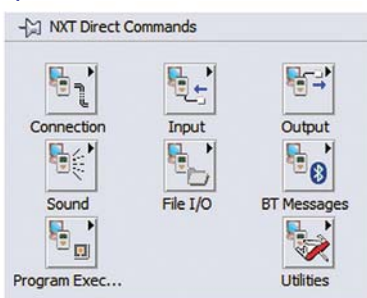 NXT Direct Commands
Connection
Input
Output
Sound
File I/O
BT Messages
Program Exec...
Utilities